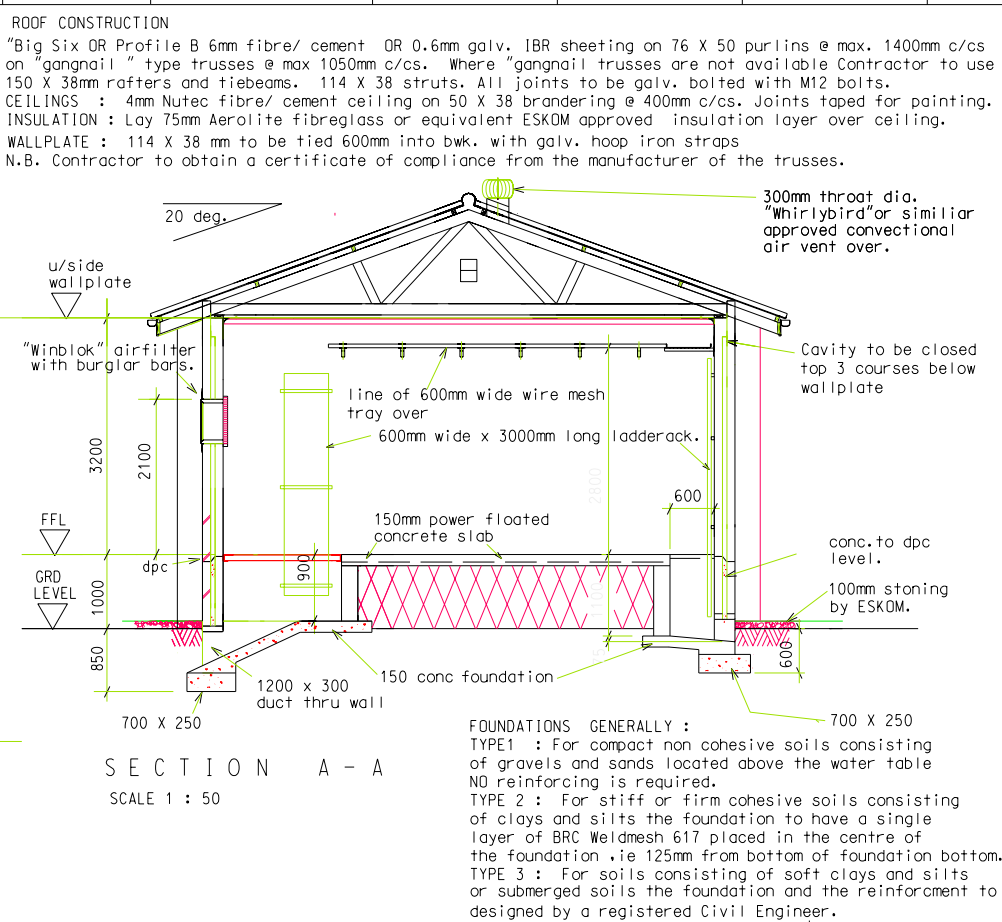 ROOF CONSTRUCTION
"Big Six OR Profile B 6mm fibre/ cement OR 0.6mm galv. IBR sheeting on 76 X 50 purlins @ max. 1400mm c/cs
on "gangnail " type trusses @ max 1050mm c/cs. Where "gangnail trusses are not available Contractor to use
150 X 38mm rafters and tiebeams. 114 X 38 struts. All joints to be galv. bolted with M12 bolts.
CEILINGS : 4mm Nutec fibre/ cement ceiling on 50 X 38 brandering @ 400mm c/cs. Joints taped for painting.
INSULATION : Lay 75mm Aerolite fibreglass or equivalent ESKOM approved insulation layer over ceiling.
WALLPLATE : 114 X 38 mm to be tied 600mm into bwk. with galv. hoop iron straps
N.B. Contractor to obtain a certificate of compliance from the manufacturer of the trusses.
20 deg.
300mm throat dia.
"Whirlybird"or similiar
approved convectional
air vent over.
u/side
wallplate
"Winblok" airfilter
with burglar bars.
Cavity to be closed
top 3 courses below
wallplate
line of 600mm wide wire mesh
tray over
600mm wide x 3000mm long ladderack.
3200
2100
2800
600
FFL
150mm power floated
concrete slab
dpc
900
conc.to dpc
level.
GRD
LEVEL
1000
1100
100mm stoning
by ESKOM.
850
600
150 conc foundation
1200 x 300
duct thru wall
700 X 250
700 X 250
SECTION A-A
SCALE 1 : 50
FOUNDATIONS GENERALLY :
TYPE1 : For compact non cohesive soils consisting
of gravels and sands located above the water table
NO reinforcing is required.
TYPE 2 : For stiff or firm cohesive soils consisting
of clays and silts the foundation to have a single
layer of BRC Weldmesh 617 placed in the centre of
the foundation ,ie 125mm from bottom of foundation bottom.
TYPE 3 : For soils consisting of soft clays and silts
or submerged soils the foundation and the reinforcment to
designed by a registered Civil Engineer.